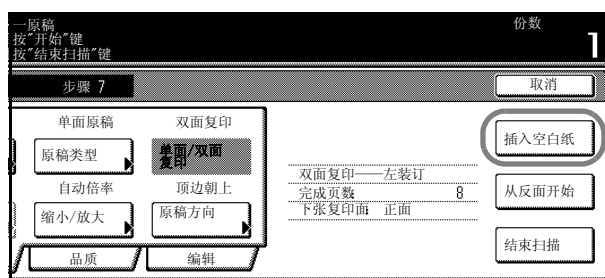 一原稿
按"开始"键
按"结束扫描"键
份数
1
步骤 7
取消
单面原稿
双面复印
原稿类型
单面/双面
复印
自动倍率
顶边朝上
缩小/放大
原稿方向
品质
编辑
双面复印——左装订
完成页数 8
下张复印面 正面
插入空白纸
从反面开始
结束扫描